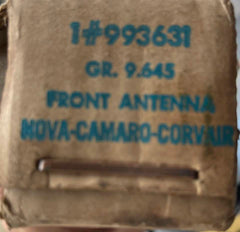 1#993631
GR. 9.645
FRONT ANTENNA
NOVA-CAMARO-CORVAIR